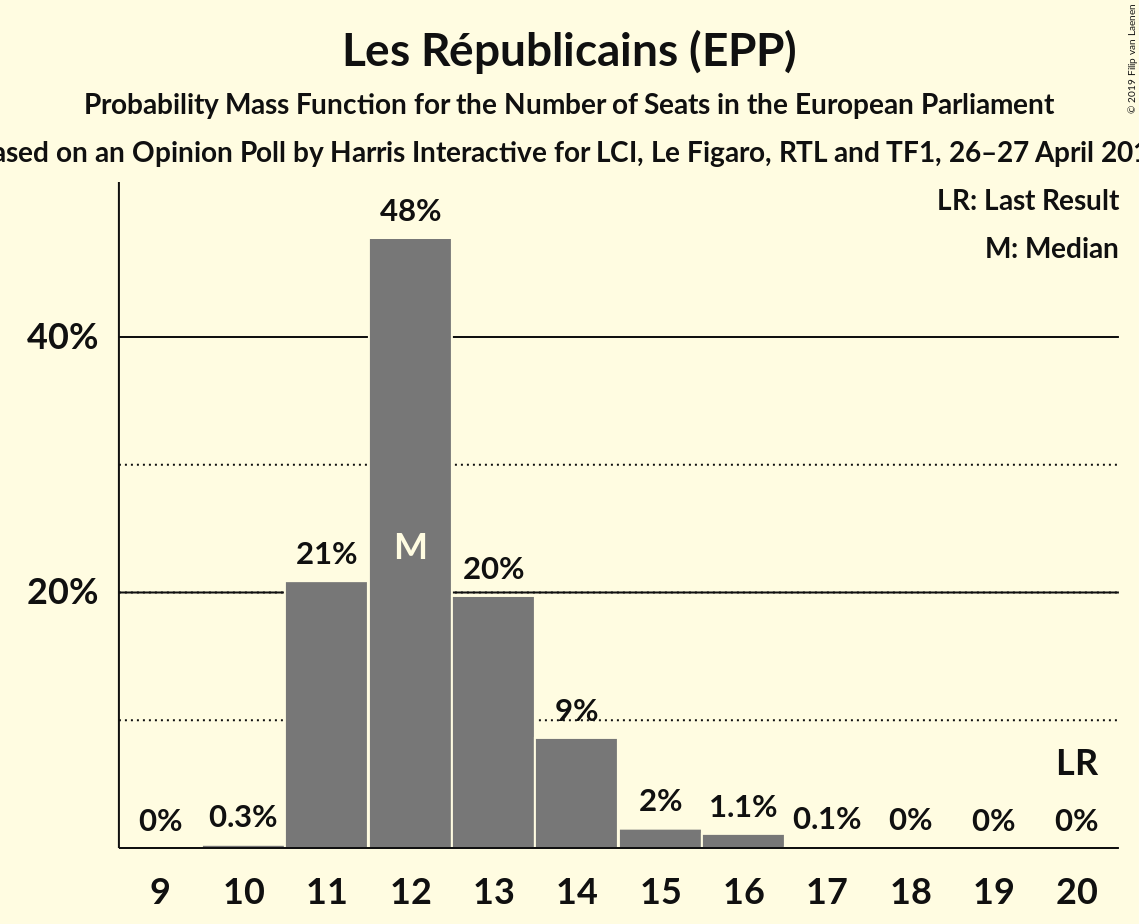 Les Républicains (EPP)
Probability Mass Function for the Number of Seats in the European Parliament
ased on an Opinion Poll by Harris Interactive for LCI, Le Figaro, RTL and TF1, 26–27 April 201
© 2019 Filip van Laenen
LR: Last Result
M: Median
48%
40%
M
21%
20%
20%
9%
LR
0%
0.3%
2%
1.1%
0.1%
0%
0%
0%
9 10 11 12 13 14 15 16 17 18 19 20